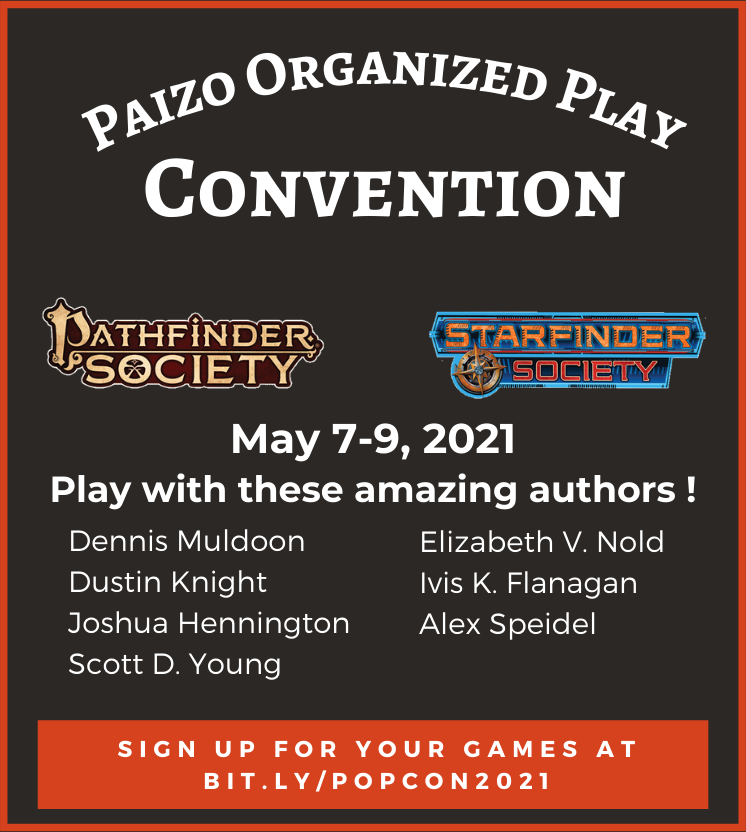 PAIZO ORGANIZED PLAY
CONVENTION
PATHFINDER
SOCIETY
STARFINDER
SOCIETY
May 7-9, 2021
Play with these amazing authors !
Dennis Muldoon
Dustin Knight
Joshua Hennington
Scott D. Young
Elizabeth V. Nold
Ivis K. Flanagan
Alex Speidel
SIGN UP FOR YOUR GAMES AT
BIT.LY/POPCON2021